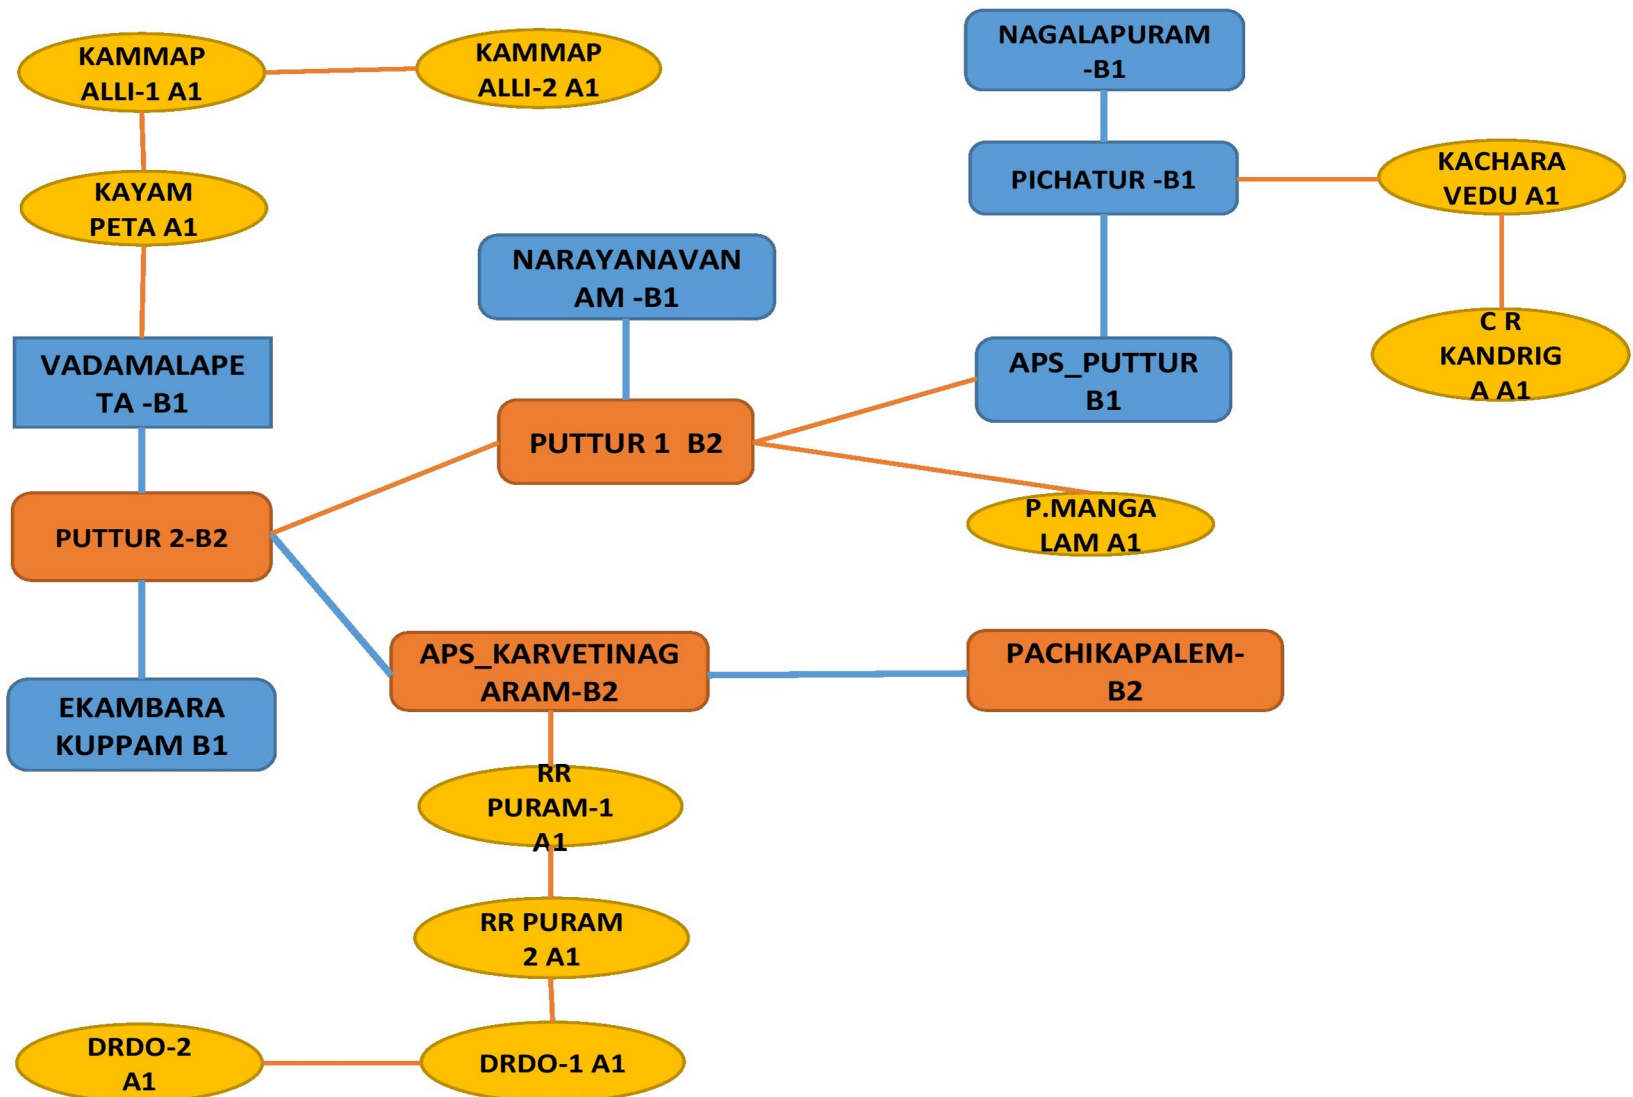 KAMMAP
ALLI-1 A1
KAMMAP
ALLI-2 A1
NAGALAPURAM
-B1
KAYAM
PETA A1
PICHATUR -B1
KACHARA
VEDU A1
NARAYANAVAN
AM -B1
VADAMALAPE
TA -B1
APS_PUTTUR
B1
C R
KANDRIG
A A1
PUTTUR 1 B2
PUTTUR 2-B2
P.MANGA
LAM A1
EKAMBARA
KUPPAM B1
APS_KARVETINAG
ARAM-B2
PACHIKAPALEM-
B2
RR
PURAM-1
A1
RR PURAM
2 A1
DRDO-2
A1
DRDO-1 A1